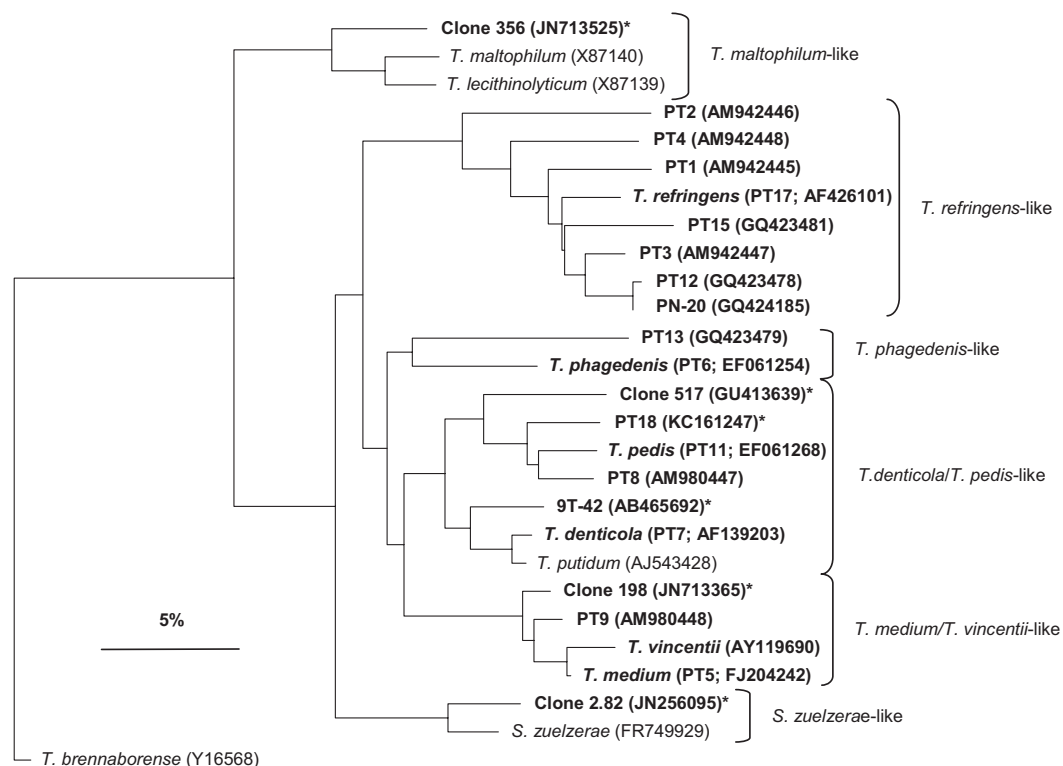 Clone 356 (JN713525)*
T. maltophilum (X87140)
T. lecithinolyticum (X87139)
T. maltophilum-like
PT2 (AM942446)
PT4 (AM942448)
PT1 (AM942445)
T. refringens (PT17; AF426101)
PT15 (GQ423481)
PT3 (AM942447)
PT12 (GQ423478)
PN-20 (GQ424185)
T. refringens-like
PT13 (GQ423479)
T. phagedenis (PT6; EF061254)
T. phagedenis-like
Clone 517 (GU413639)*
PT18 (KC161247)*
T. pedis (PT11; EF061268)
PT8 (AM980447)
9T-42 (AB465692)*
T. denticola (PT7; AF139203)
T. putidum (AJ543428)
T.denticola/T. pedis-like
Clone 198 (JN713365)*
PT9 (AM980448)
T. vincentii (AY119690)
T. medium (PT5; FJ204242)
T. medium/T. vincentii-like
Clone 2.82 (JN256095)*
S. zuelzerae (FR749929)
S. zuelzerae-like
T. brennaborense (Y16568)
5%